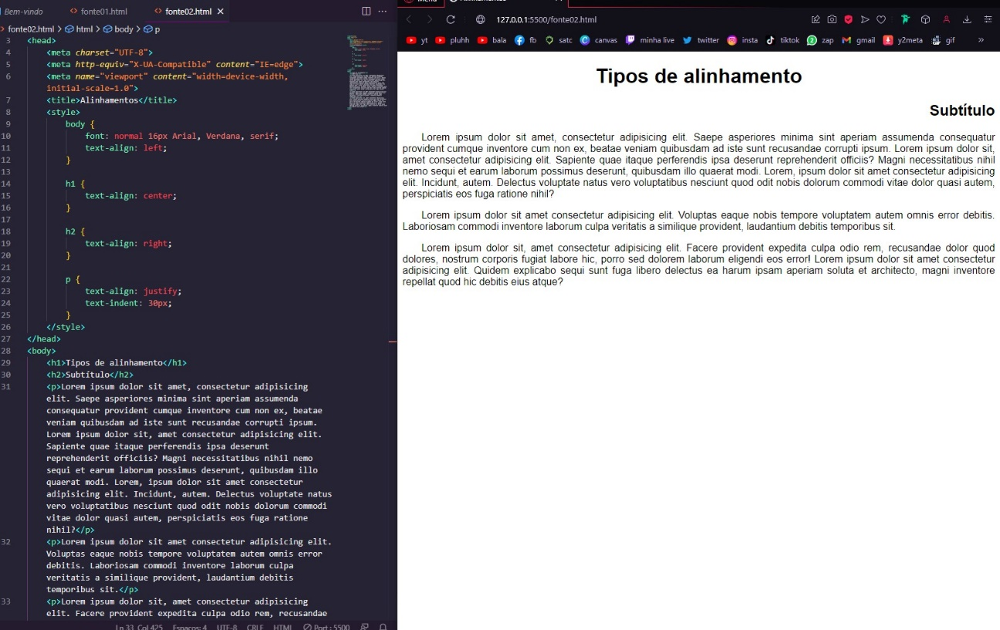 Bem-vindo
fonte01.html
fonte02.html
fonte02.html > html > body > p
3 <head>
4 <meta charset="UTF-8">
5 <meta http-equiv="X-UA-Compatible" content="IE=edge">
6 <meta name="viewport" content="width=device-width,
initial-scale=1.0">
7 <title>Alinhamentos</title>
8 <style>
9 body {
10 font: normal 16px Arial, Verdana, serif;
11 text-align: left;
12 }
13
14 h1 {
15 text-align: center;
16 }
17
18 h2 {
19 text-align: right;
20 }
21
22 p {
23 text-align: justify;
24 text-indent: 30px;
25 }
26 </style>
27 </head>
28 <body>
29 <h1>Tipos de alinhamento</h1>
30 <h2>Subtítulo</h2>
31 <p>Lorem ipsum dolor sit amet, consectetur adipisicing
elit. Saepe asperiores minima sint aperiam assumenda
consequatur provident cumque inventore cum non ex, beatae
veniam quibusdam ad iste sunt recusandae corrupti ipsum.
Lorem ipsum dolor sit, amet consectetur adipisicing elit.
Sapiente quae itaque perferendis ipsa deserunt
reprehenderit officiis? Magni necessitatibus nihil nemo
sequi et earum laborum possimus deserunt, quibusdam illo
quaerat modi. Lorem, ipsum dolor sit amet consectetur
adipisicing elit. Incidunt, autem. Delectus voluptate natus
vero voluptatibus nesciunt quod odit nobis dolorum commodi
vitae dolor quasi autem, perspiciatis eos fuga ratione
nihil?</p>
32 <p>Lorem ipsum dolor sit amet consectetur adipisicing elit.
Voluptas eaque nobis tempore voluptatem autem omnis error
debitis. Laboriosam commodi inventore laborum culpa
veritatis a similique provident, laudantium debitis
temporibus sit.</p>
33 <p>Lorem ipsum dolor sit, amet consectetur adipisicing
elit. Facere provident expedita culpa odio rem, recusandae
Ln 33, Col 425 Espaços: 4 UTF-8 CRLF HTML Port : 5500
Menu Alinhamentos
127.0.0.1:5500/fonte02.html
yt pluhh bala fb satc canvas minha live twitter insta tiktok zap gmail y2meta gif »
Tipos de alinhamento
Subtítulo
Lorem ipsum dolor sit amet, consectetur adipisicing elit. Saepe asperiores minima sint aperiam assumenda consequatur
provident cumque inventore cum non ex, beatae veniam quibusdam ad iste sunt recusandae corrupti ipsum. Lorem ipsum dolor sit,
amet consectetur adipisicing elit. Sapiente quae itaque perferendis ipsa deserunt reprehenderit officiis? Magni necessitatibus nihil
nemo sequi et earum laborum possimus deserunt, quibusdam illo quaerat modi. Lorem, ipsum dolor sit amet consectetur adipisicing
elit. Incidunt, autem. Delectus voluptate natus vero voluptatibus nesciunt quod odit nobis dolorum commodi vitae dolor quasi autem,
perspiciatis eos fuga ratione nihil?
Lorem ipsum dolor sit amet consectetur adipisicing elit. Voluptas eaque nobis tempore voluptatem autem omnis error debitis.
Laboriosam commodi inventore laborum culpa veritatis a similique provident, laudantium debitis temporibus sit.
Lorem ipsum dolor sit, amet consectetur adipisicing elit. Facere provident expedita culpa odio rem, recusandae dolor quod
dolores, nostrum corporis fugiat labore hic, porro sed dolorem laborum eligendi eos error! Lorem ipsum dolor sit amet consectetur
adipisicing elit. Quidem explicabo sequi sunt fuga libero delectus ea harum ipsam aperiam soluta et architecto, magni inventore
repellat quod hic debitis eius atque?